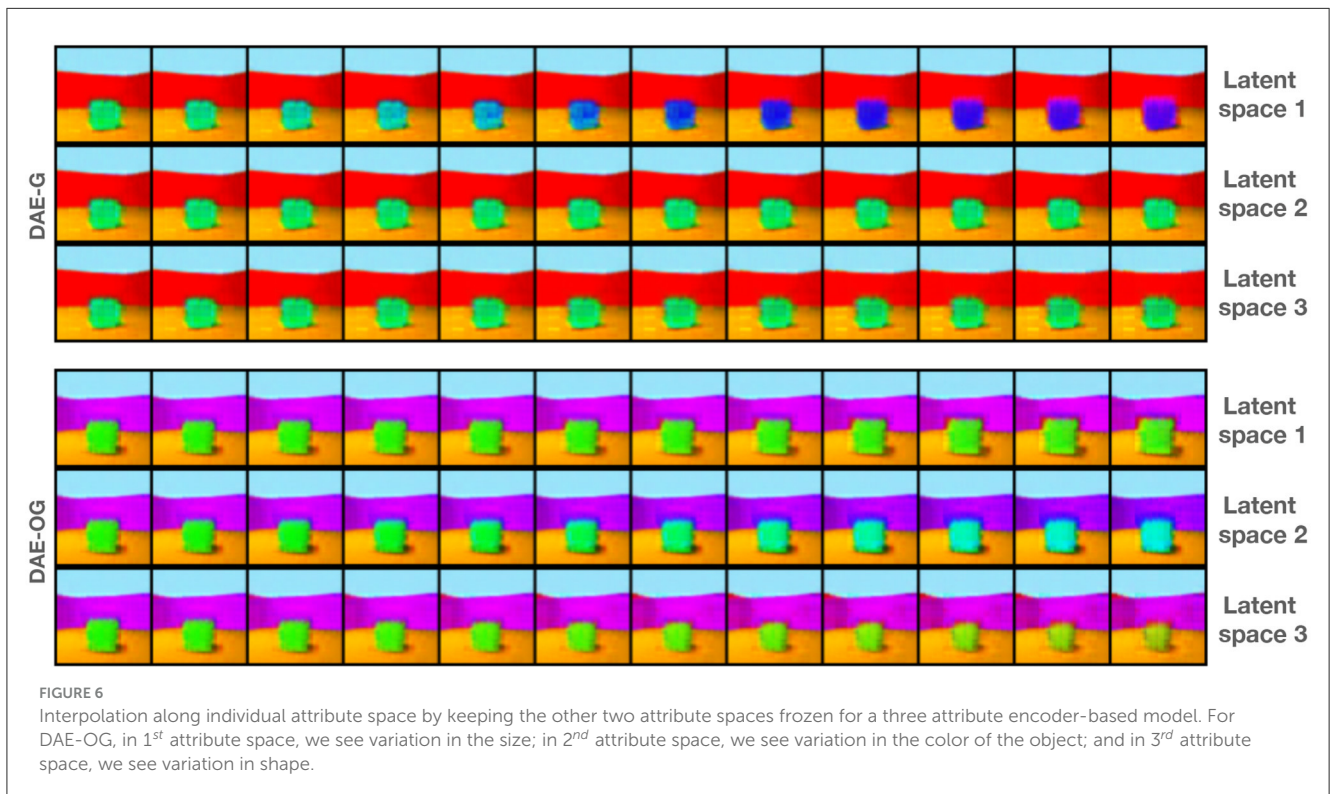 DAE-G
Latent
space 1
Latent
space 2
Latent
space 3
DAE-OG
Latent
space 1
Latent
space 2
Latent
space 3
FIGURE 6
Interpolation along individual attribute space by keeping the other two attribute spaces frozen for a three attribute encoder-based model. For
DAE-OG, in 1st attribute space, we see variation in the size; in 2nd attribute space, we see variation in the color of the object; and in 3rd attribute
space, we see variation in shape.